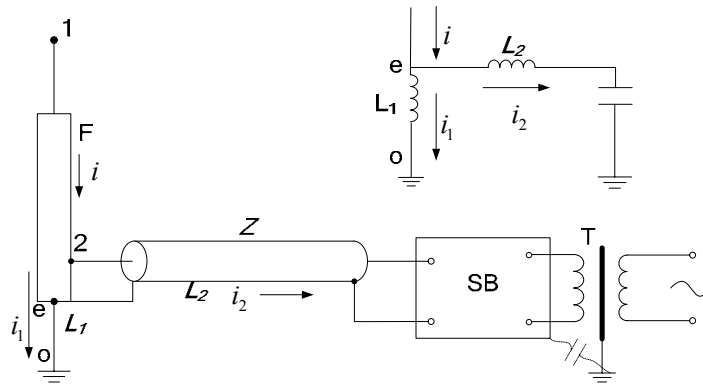 1
i
e
L₂
L₁
i₁
i₂
o
F
i
2
Z
T
SB
L₂
i₂
e
L₁
i₁
o